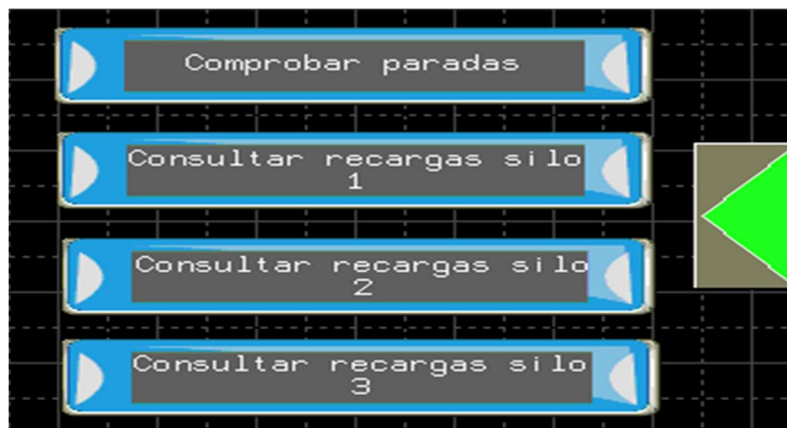 Comprobar paradas
Consultar recargas silo
1
Consultar recargas silo
2
Consultar recargas silo
3